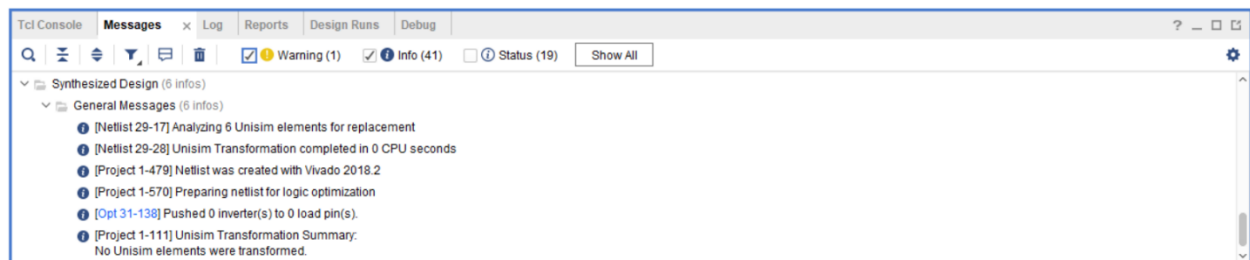 Tcl Console Messages × Log Reports Design Runs Debug ?
Warning (1) Info (41) Status (19) Show All
Synthesized Design (6 infos)
General Messages (6 infos)
[Netlist 29-17] Analyzing 6 Unisim elements for replacement
[Netlist 29-28] Unisim Transformation completed in 0 CPU seconds
[Project 1-479] Netlist was created with Vivado 2018.2
[Project 1-570] Preparing netlist for logic optimization
[Opt 31-138] Pushed 0 inverter(s) to 0 load pin(s).
[Project 1-111] Unisim Transformation Summary:
No Unisim elements were transformed.